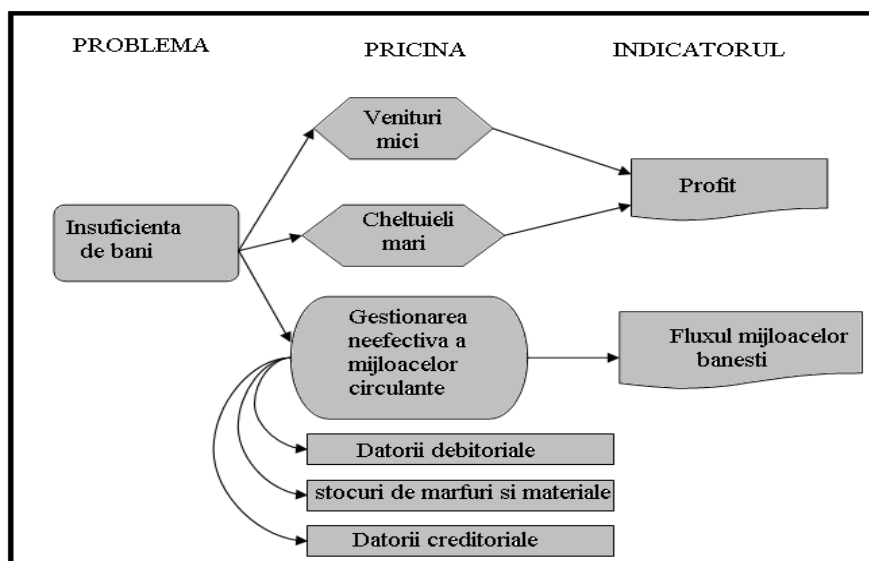 PROBLEMA
PRICINA
INDICATORUL
Venituri
mici
Profit
Insuficienta
de bani
Cheltuieli
mari
Gestionarea
neefectiva a
mijloacelor
circulante
Fluxul mijloacelor
banesti
Datorii debitoriale
stocuri de marfuri si materiale
Datorii creditoriale